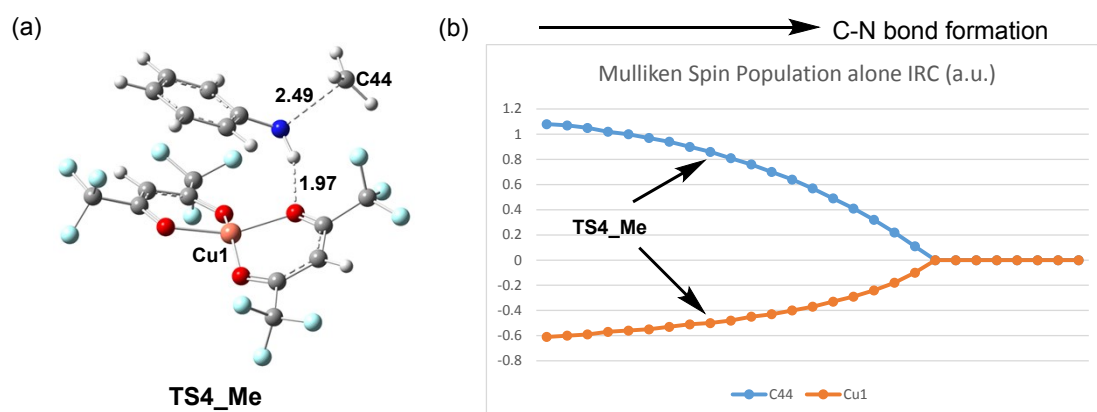 (a)
C44
2.49
1.97
Cu1
TS4_Me
(b)
C-N bond formation
Mulliken Spin Population alone IRC (a.u.)
1.2
1
0.8
0.6
0.4
0.2
0
-0.2
-0.4
-0.6
-0.8
TS4_Me
C44 Cu1